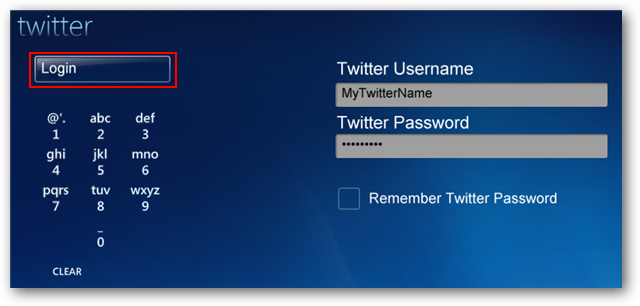 twitter
Login
@'. abc def
1 2 3
ghi jkl mno
4 5 6
pqrs tuv wxyz
7 8 9
_
0
CLEAR
Twitter Username
MyTwitterName
Twitter Password
•••••••••
Remember Twitter Password